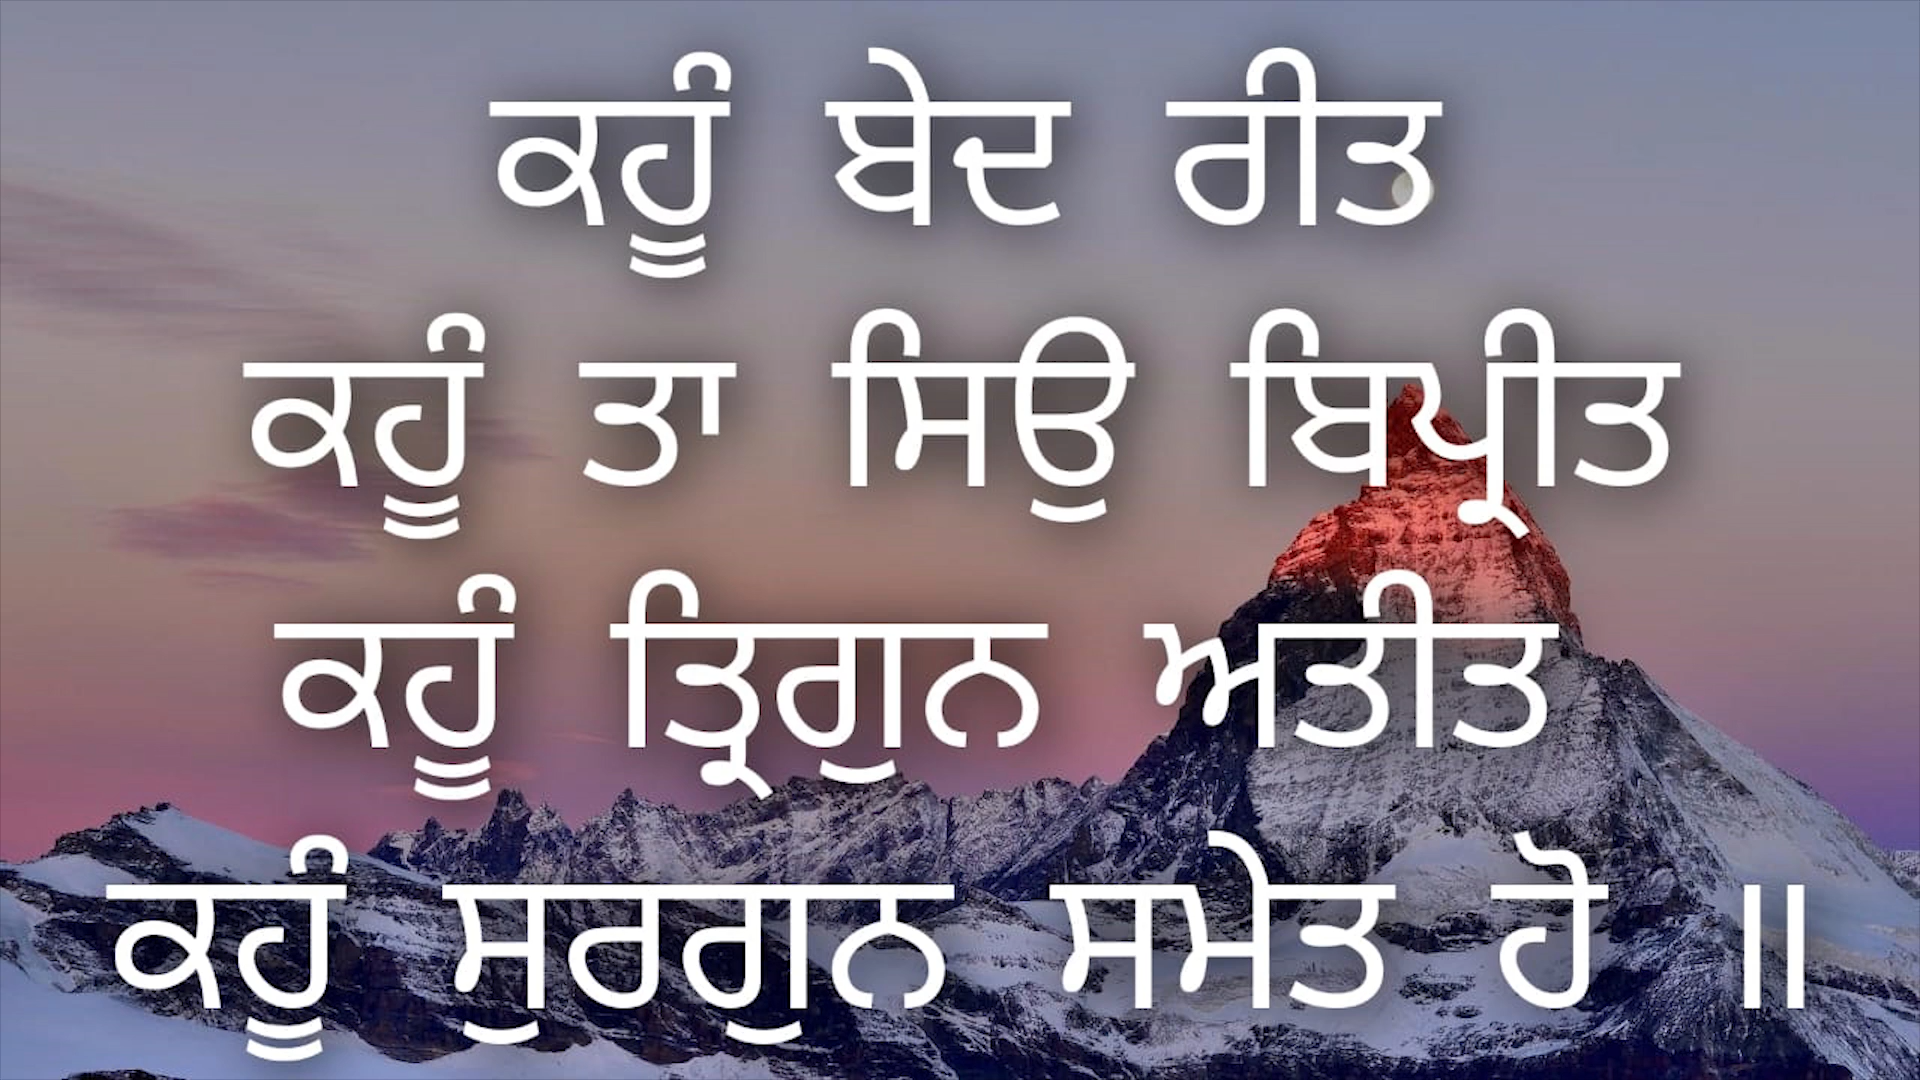 ਕਹੂੰ ਬੇਦ ਰੀਤ
ਕਹੂੰ ਤਾ ਸਿਉ ਬਿਪ੍ਰੀਤ
ਕਹੂੰ ਤ੍ਰਿਗੁਨ ਅਤੀਤ
ਕਹੂੰ ਸੁਰਗੁਨ ਸਮੇਤ ਹੋ ॥